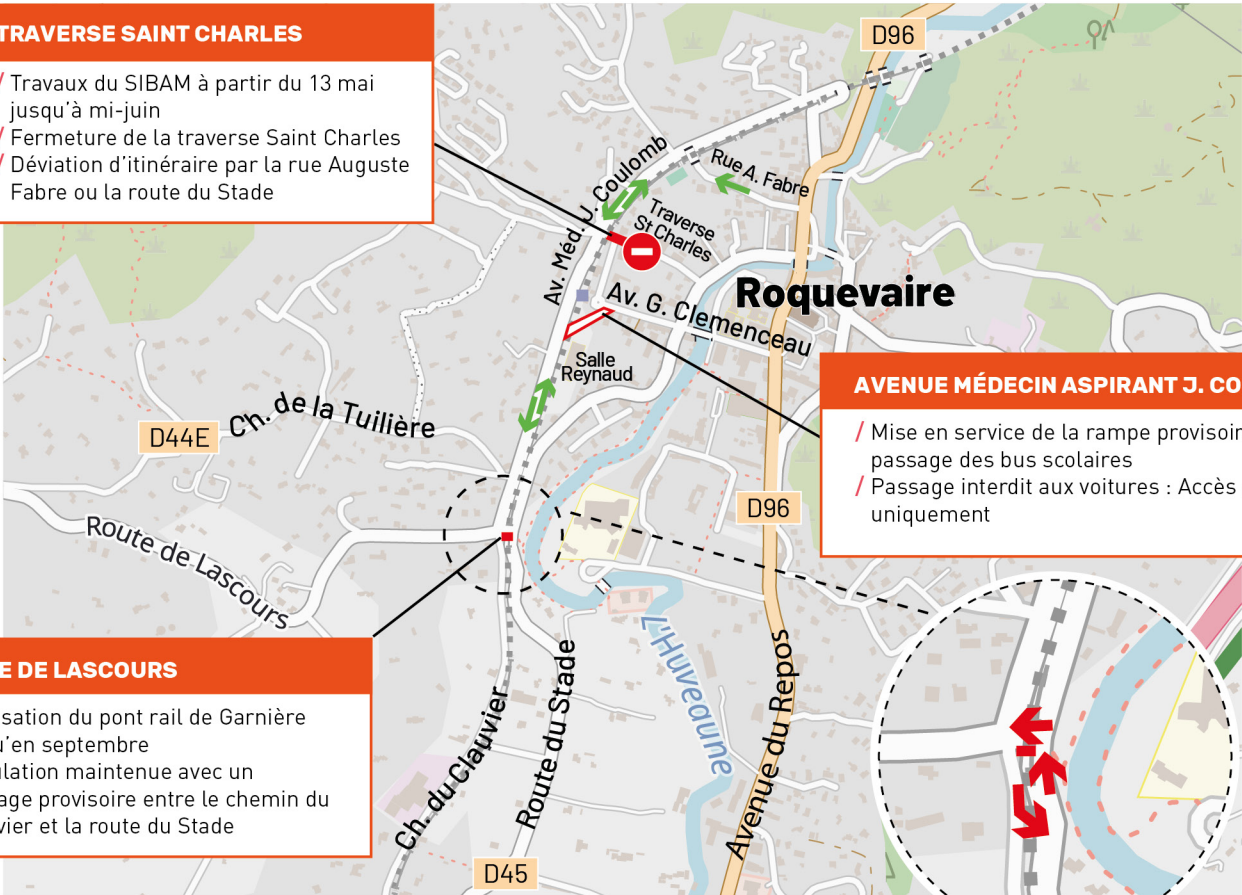 TRAVERSE SAINT CHARLES
/ Travaux du SIBAM à partir du 13 mai
jusqu'à mi-juin
/ Fermeture de la traverse Saint Charles
/ Déviation d'itinéraire par la rue Auguste
Fabre ou la route du Stade
D96
Av. Méd. J. Coulomb
Rue A. Fabre
Traverse
St Charles
Roquevaire
Av. G. Clemenceau
Salle
Reynaud
AVENUE MÉDECIN ASPIRANT J. CO
/ Mise en service de la rampe provisoir
passage des bus scolaires
/ Passage interdit aux voitures : Accès
uniquement
D44E
Ch. de la Tuilière
D96
Route de Lascours
E DE LASCOURS
sation du pont rail de Garnière
u'en septembre
ulation maintenue avec un
age provisoire entre le chemin du
vier et la route du Stade
L'Huveaune
Ch. du Clauvier
Route du Stade
Avenue du Repos
D45